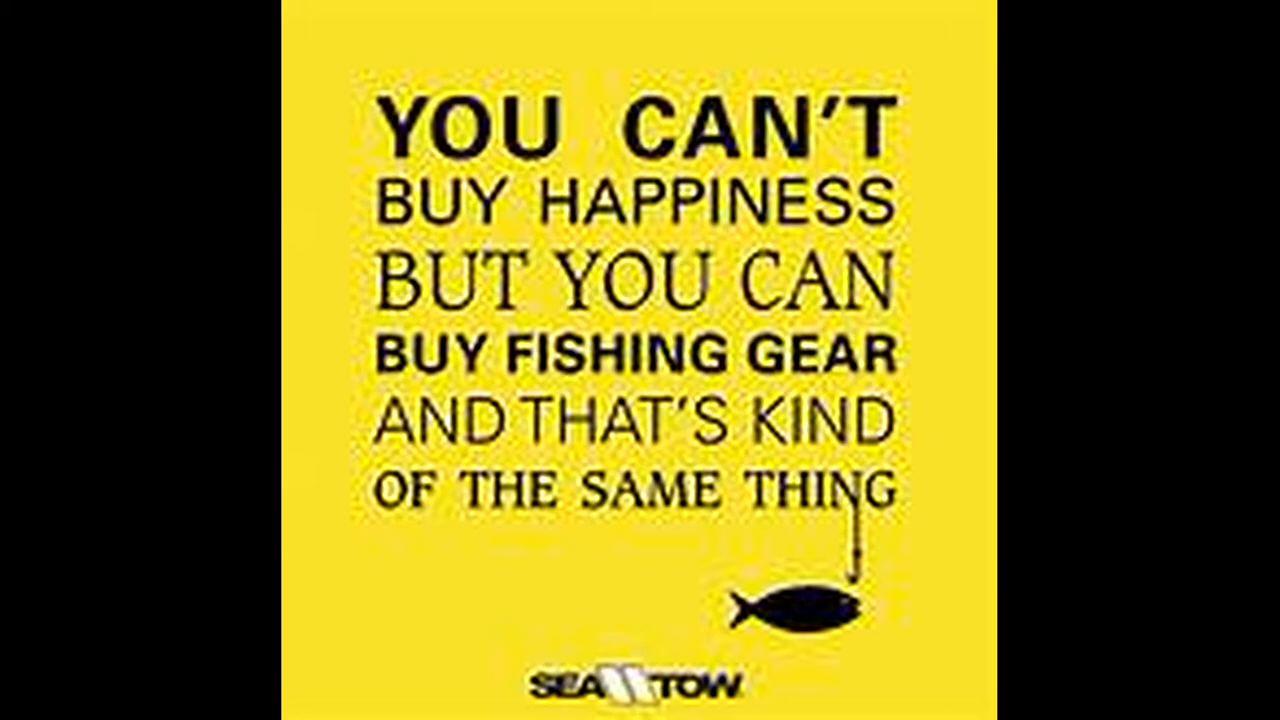 YOU CAN'T
BUY HAPPINESS
BUT YOU CAN
BUY FISHING GEAR
AND THAT'S KIND
OF THE SAME THING
SEA TOW